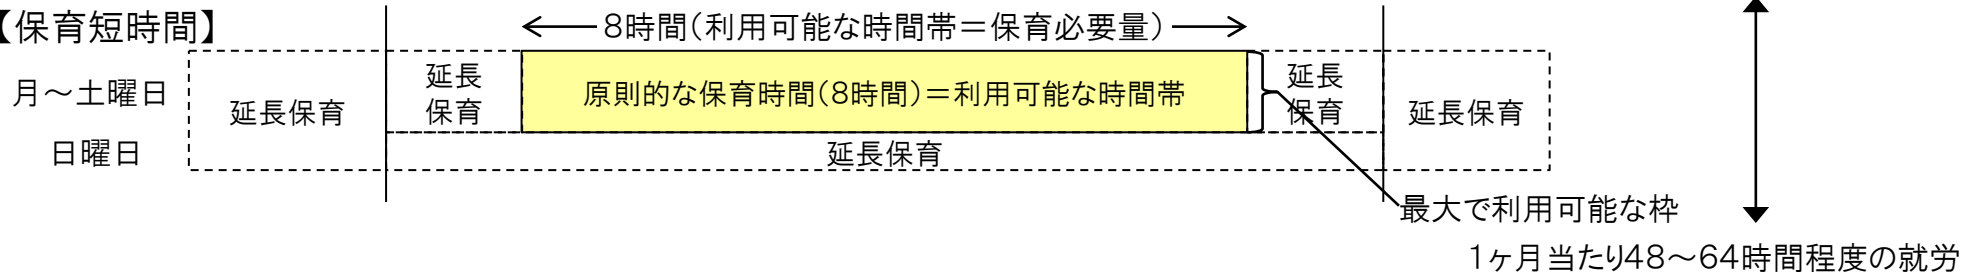 【保育短時間】
8時間（利用可能な時間帯＝保育必要量）
月～土曜日
延長保育
延長
保育
原則的な保育時間（8時間）＝利用可能な時間帯
延長
保育
延長保育
日曜日
延長保育
最大で利用可能な枠
1ヶ月当たり48～64時間程度の就労